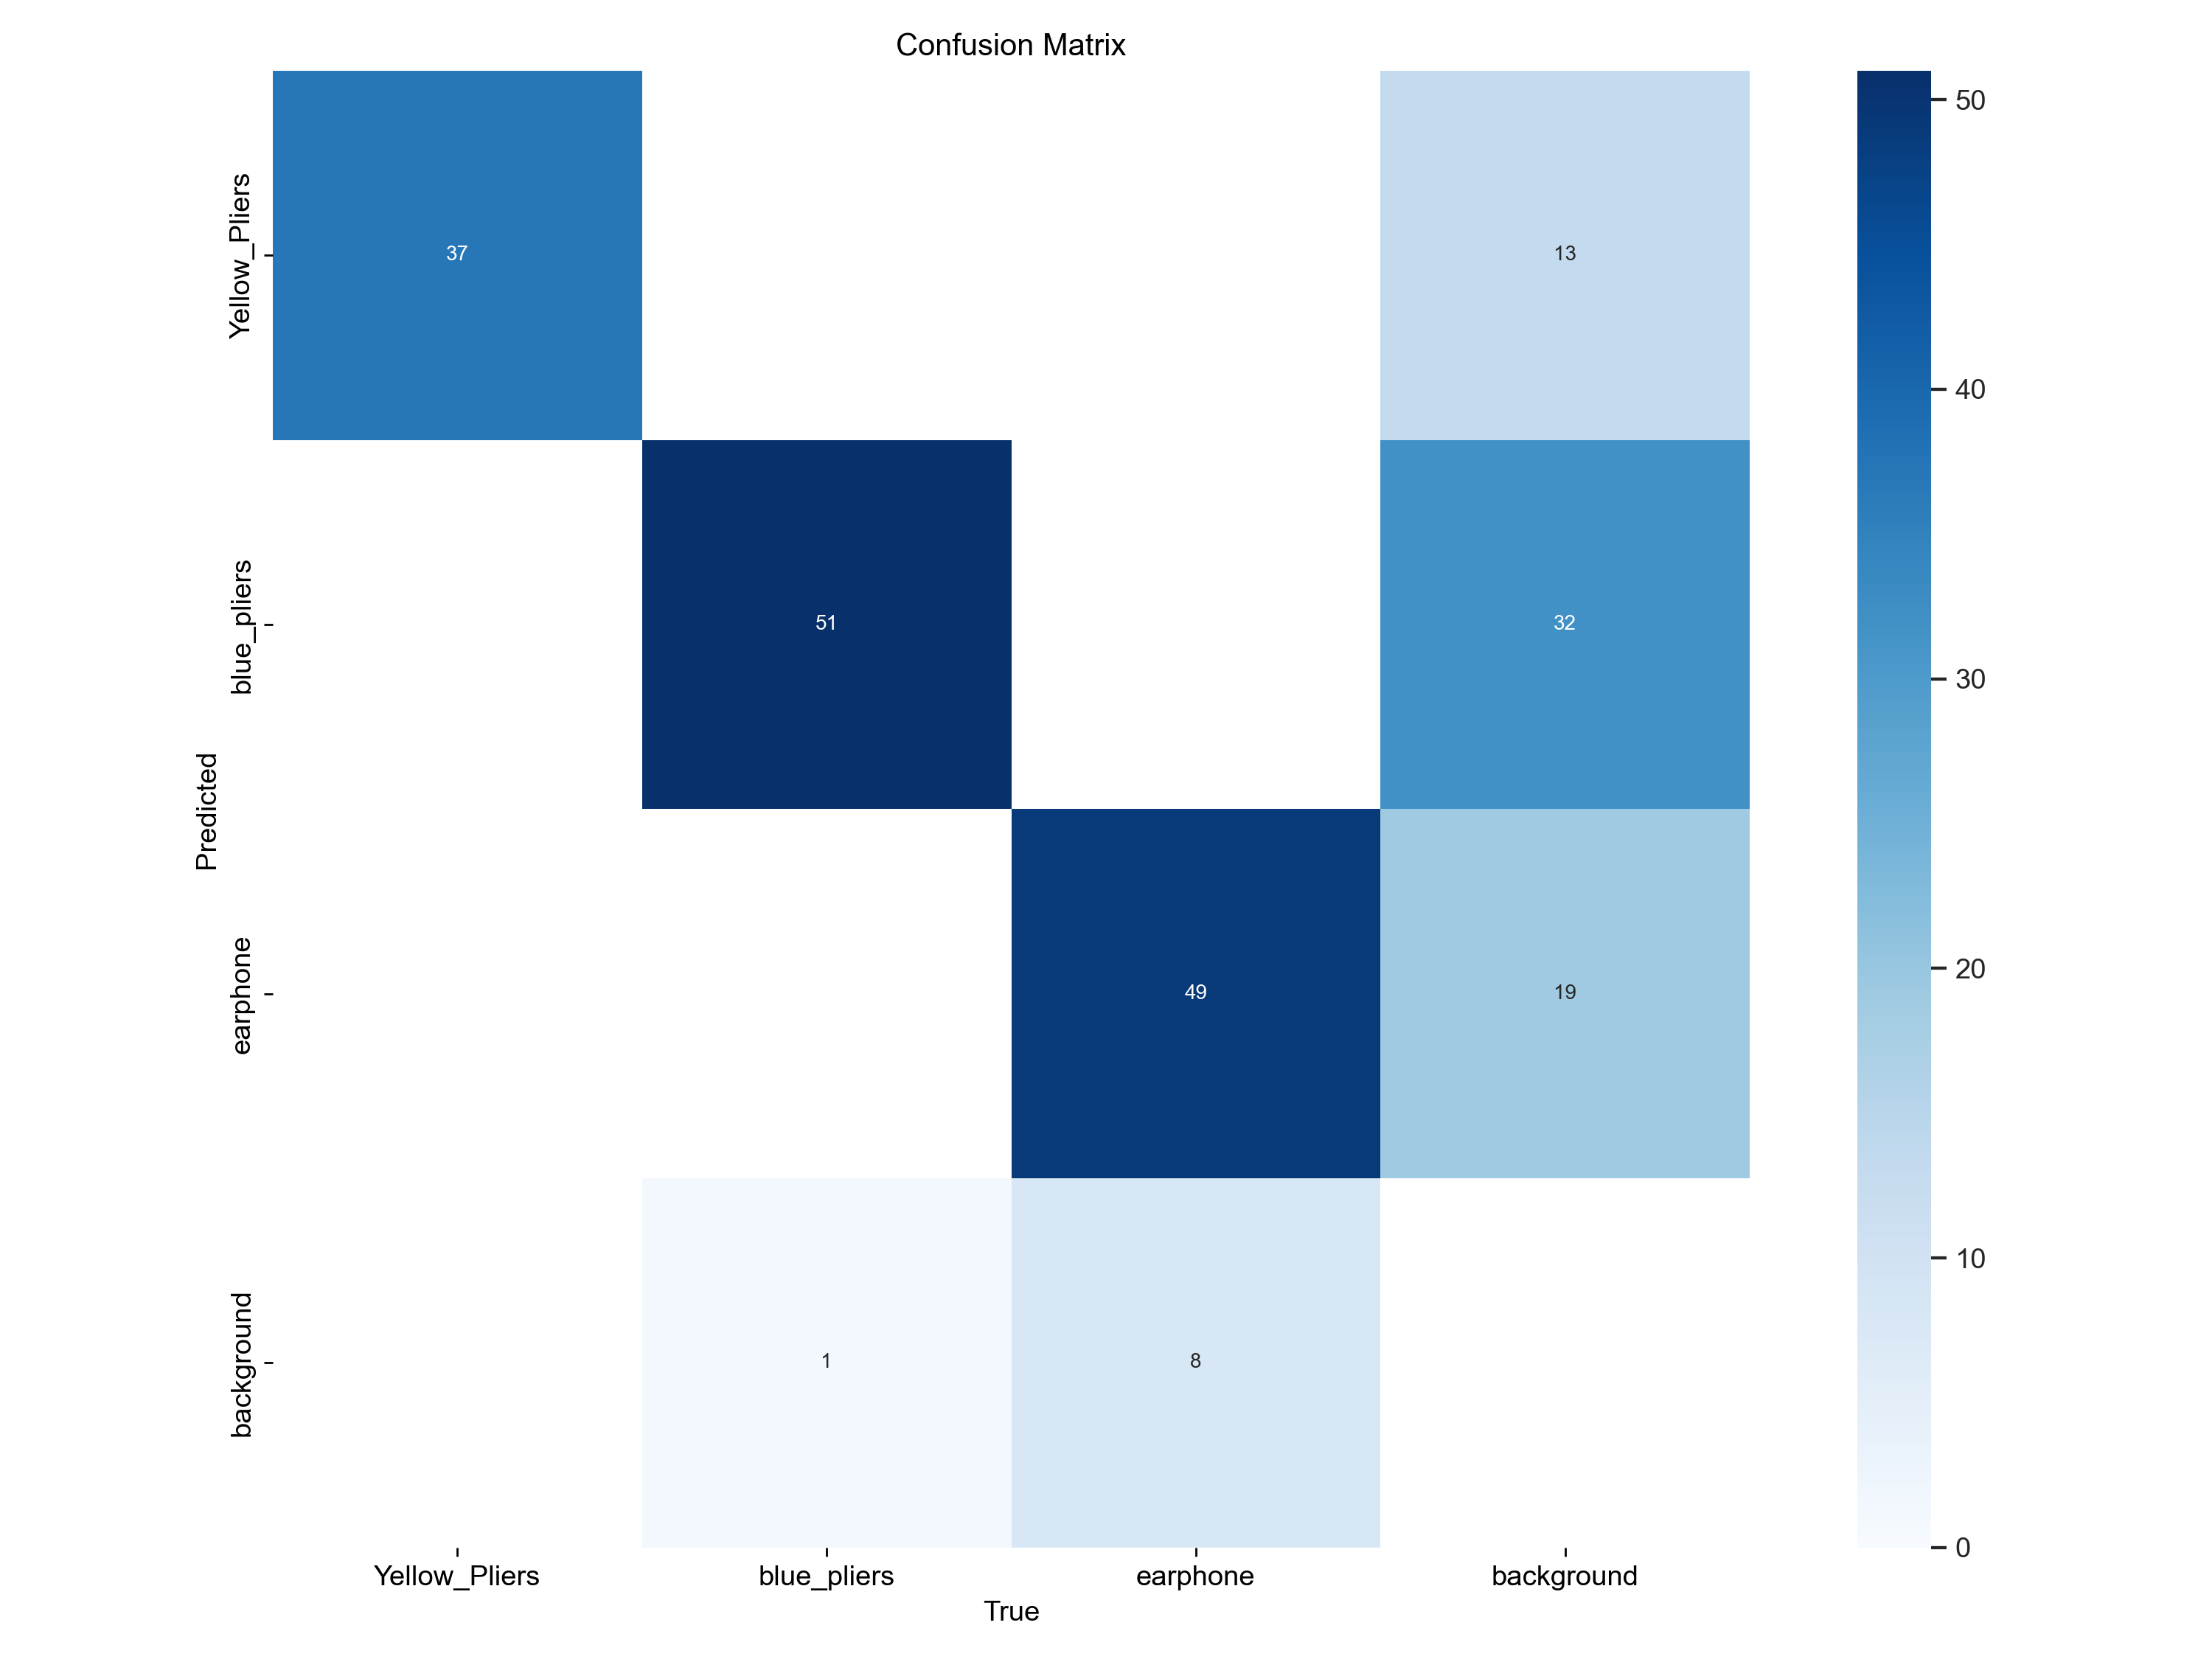 Confusion Matrix
Yellow_Pliers
37
13
blue_pliers
51
32
Predicted
earphone
49
19
background
1
8
Yellow_Pliers
blue_pliers
earphone
background
True
50
40
30
20
10
0